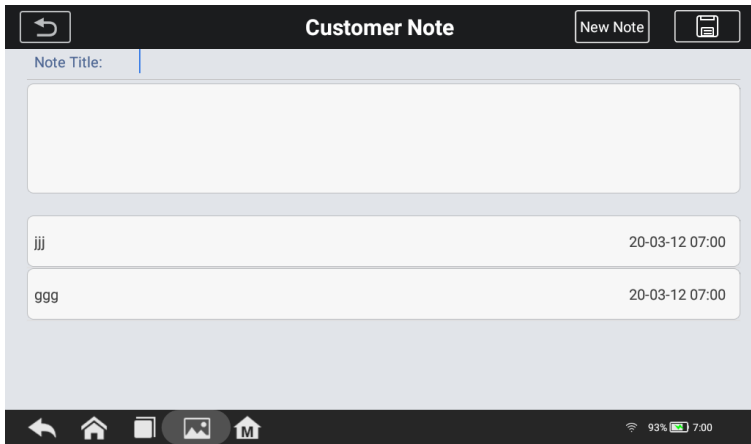 Customer Note
New Note
Note Title:
jjj 20-03-12 07:00
ggg 20-03-12 07:00
M
93% 7:00